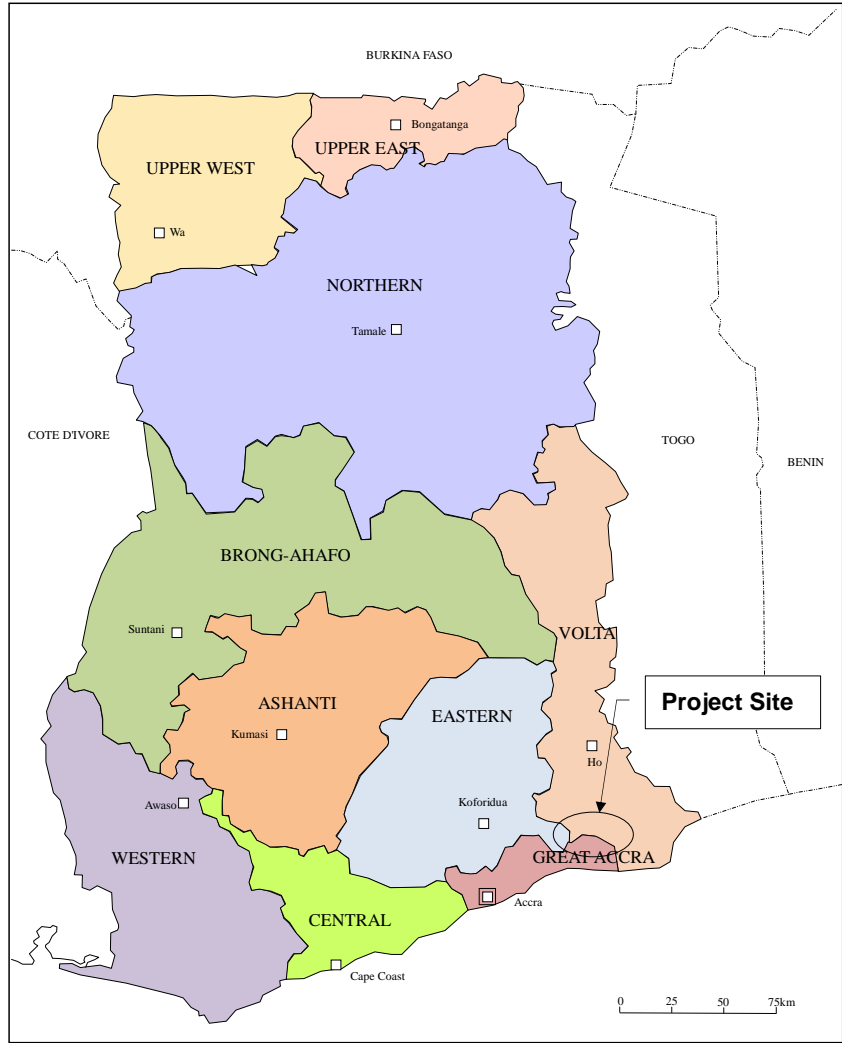 BURKINA FASO
Bongatanga
UPPER EAST
UPPER WEST
Wa
NORTHERN
Tamale
COTE D'IVORE
TOGO
BENIN
BRONG-AHAFO
Suntani
VOLTA
ASHANTI
Project Site
EASTERN
Kumasi
Ho
Awaso
Koforidua
WESTERN
GREAT ACCRA
Accra
CENTRAL
Cape Coast
0 25 50 75km